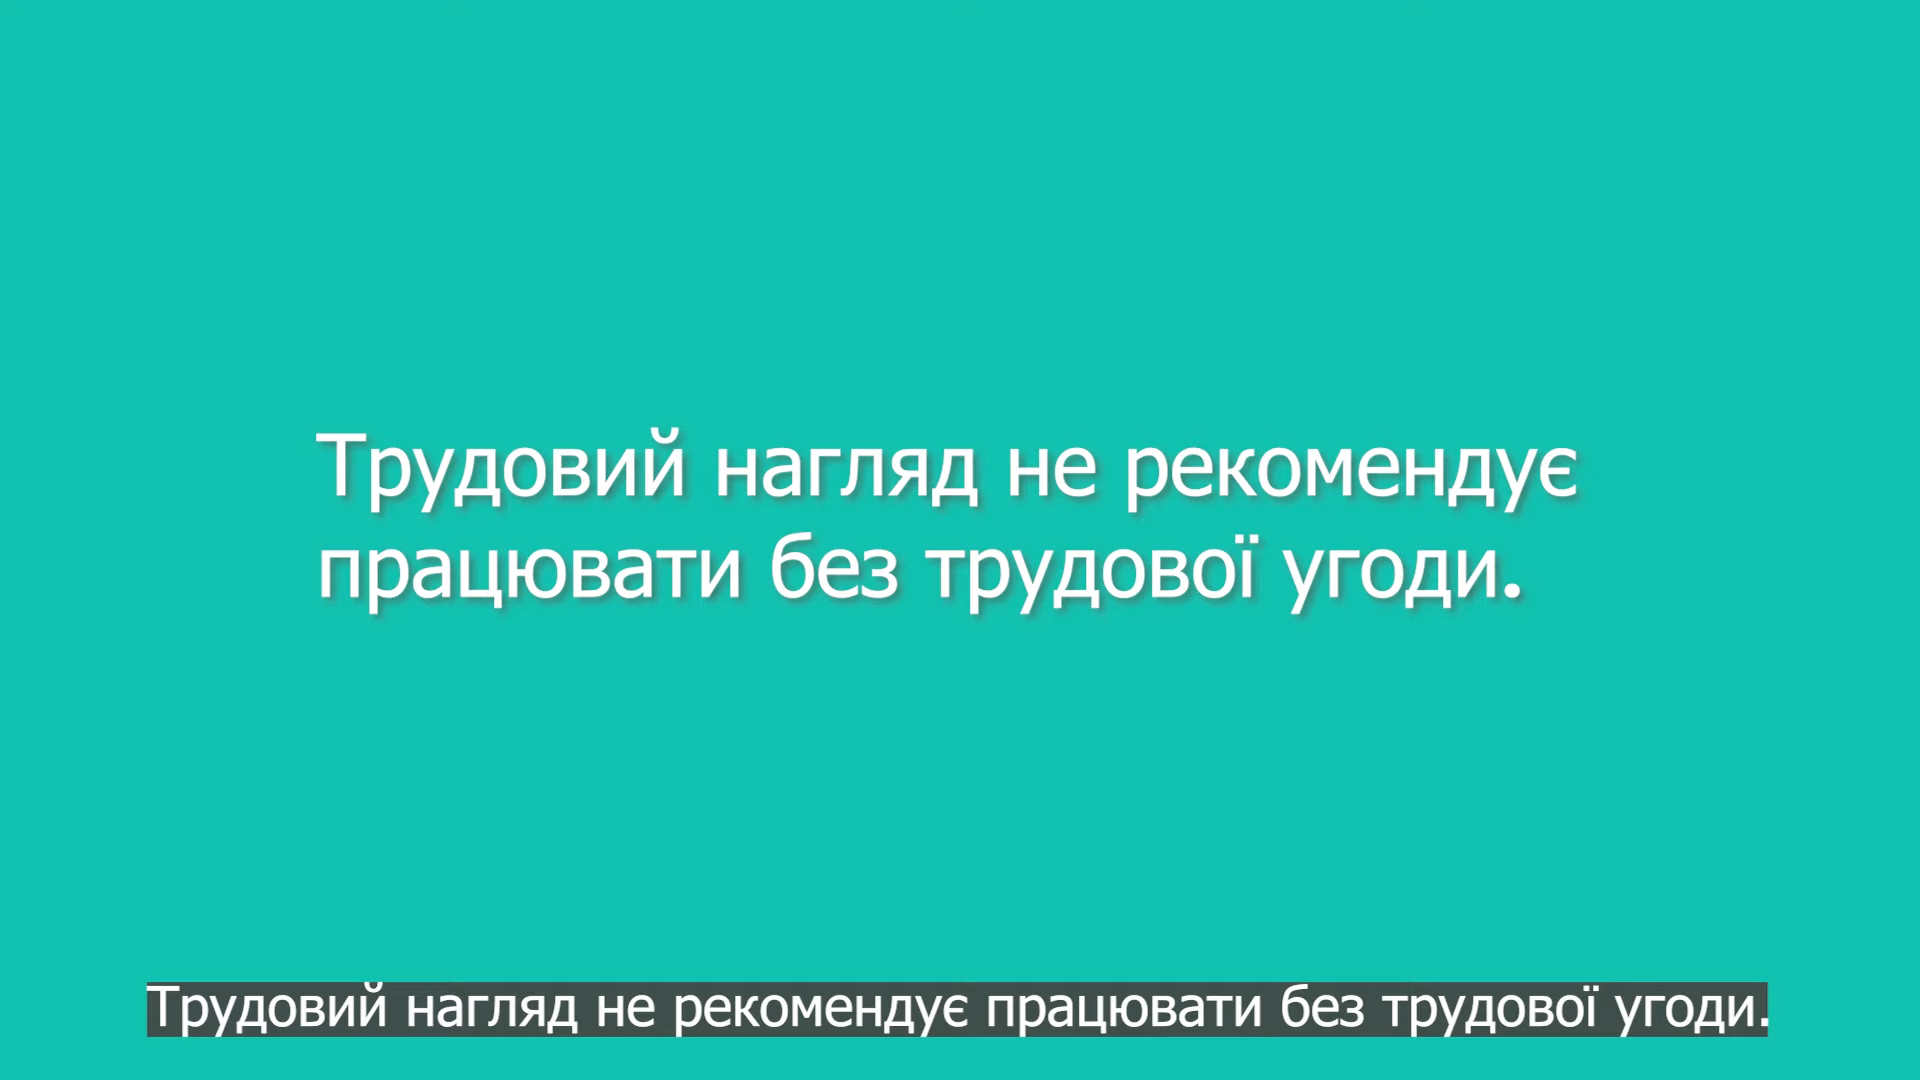 Трудовий нагляд не рекомендує
працювати без трудової угоди.
Трудовий нагляд не рекомендує працювати без трудової угоди.